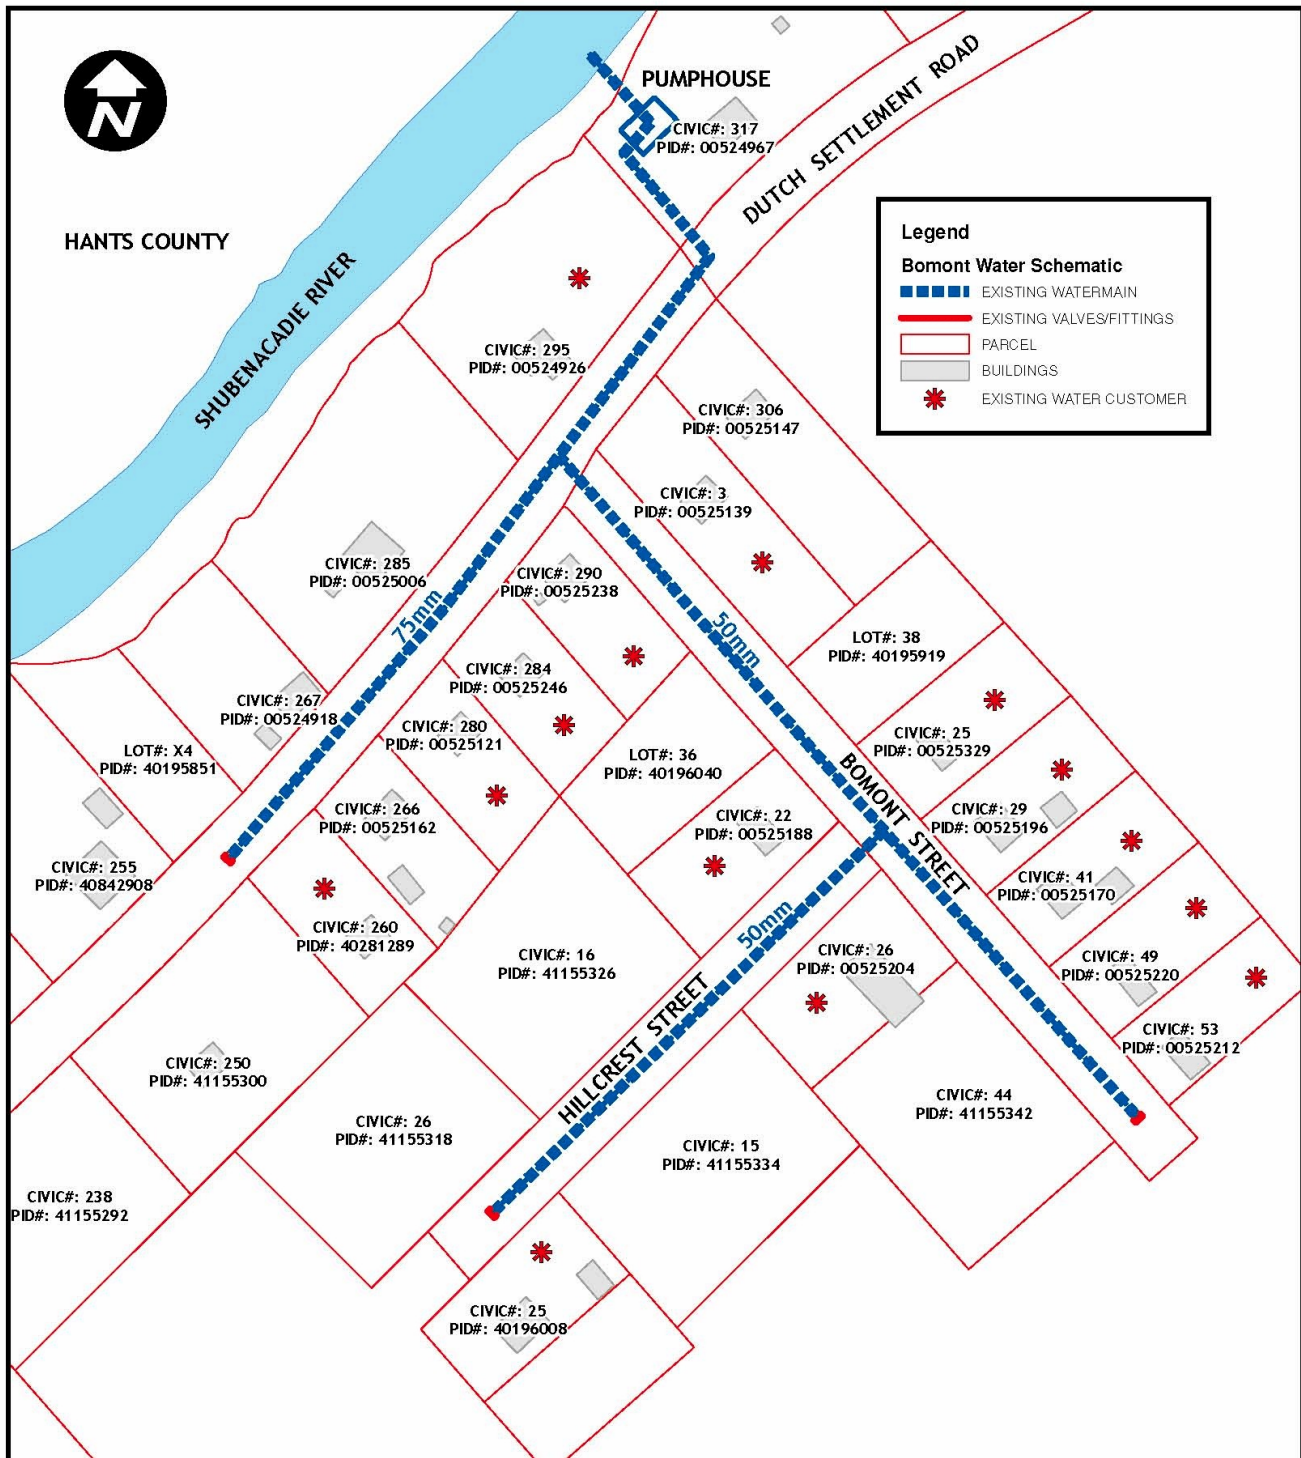 N
PUMPHOUSE
CIVIC#: 317
PID#: 00524967
DUTCH SETTLEMENT ROAD
HANTS COUNTY
SHUBENACADIE RIVER
Legend
Bomont Water Schematic
EXISTING WATERMAIN
EXISTING VALVES/FITTINGS
PARCEL
BUILDINGS
EXISTING WATER CUSTOMER
CIVIC#: 295
PID#: 00524926
CIVIC#: 306
PID#: 00525147
CIVIC#: 3
PID#: 00525139
CIVIC#: 285
PID#: 00525006
CIVIC#: 290
PID#: 00525238
75mm
50mm
LOT#: 38
PID#: 40195919
CIVIC#: 284
PID#: 00525246
CIVIC#: 267
PID#: 00524918
CIVIC#: 280
PID#: 00525121
CIVIC#: 25
PID#: 00525329
LOT#: X4
PID#: 40195851
LOT#: 36
PID#: 40196040
BOMONT STREET
CIVIC#: 266
PID#: 00525162
CIVIC#: 22
PID#: 00525188
CIVIC#: 29
PID#: 00525196
CIVIC#: 255
PID#: 40842908
CIVIC#: 41
PID#: 00525170
50mm
CIVIC#: 260
PID#: 40281289
CIVIC#: 16
PID#: 41155326
CIVIC#: 26
PID#: 00525204
CIVIC#: 49
PID#: 00525220
HILLCREST STREET
CIVIC#: 53
PID#: 00525212
CIVIC#: 250
PID#: 41155300
CIVIC#: 44
PID#: 41155342
CIVIC#: 26
PID#: 41155318
CIVIC#: 15
PID#: 41155334
CIVIC#: 238
PID#: 41155292
CIVIC#: 25
PID#: 40196008